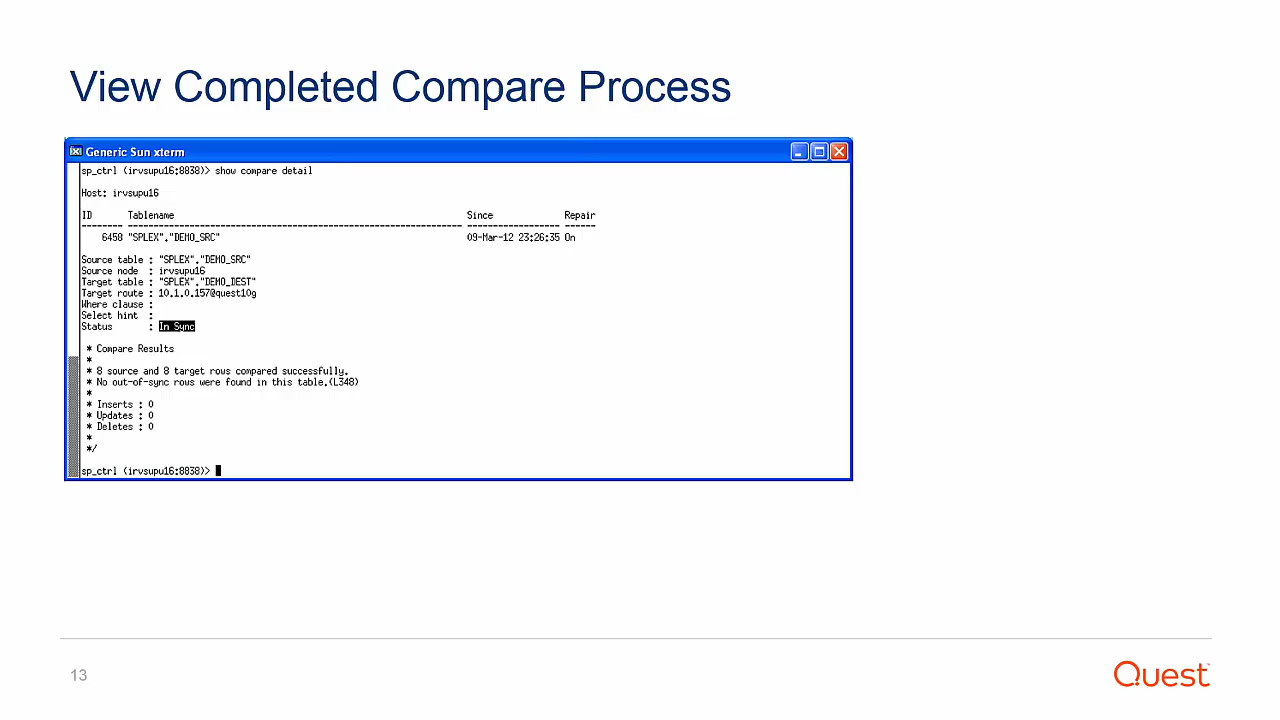 View Completed Compare Process
Generic Sun xterm
sp_ctrl (irvsupu16:8838)> show compare detail
Host: irvsupu16
ID Tablename Since Repair
-------- -------------------------------------------------------------- ------------------ ------
6458 "SPLEX"."DEMO_SRC" 09-Mar-12 23:26:35 On
Source table : "SPLEX"."DEMO_SRC"
Source node : irvsupu16
Target table : "SPLEX"."DEMO_DEST"
Target route : 10.1.0.157@quest10g
Where clause :
Select hint :
Status : In Sync
* Compare Results
*
* 8 source and 8 target rows compared successfully.
* No out-of-sync rows were found in this table.(L348)
*
* Inserts : 0
* Updates : 0
* Deletes : 0
*
*/
sp_ctrl (irvsupu16:8838)>
13
Quest